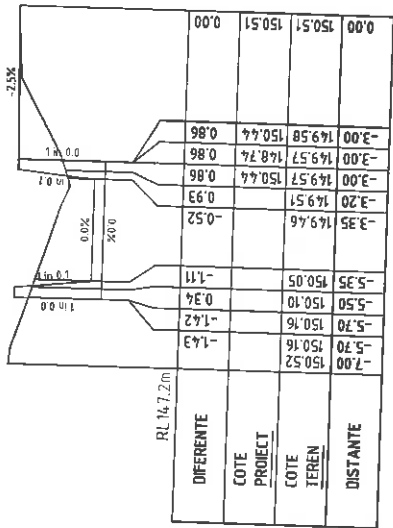 -2.5%
1 in 0.0
1 in 0.1
0.0%
0.0%
1 in 0.1
1 in 0.0
RL 147.2m
DIFERENTE -1.43 -1.42 0.34 -1.11 -0.52 0.93 0.86 0.86 0.86 0.00
COTE
PROIECT 150.44 148.74 150.44 150.51
COTE
TEREN 150.52 150.16 150.16 150.10 150.05 149.46 149.51 149.57 149.57 149.58 150.51
DISTANTE -7.00 -5.70 -5.70 -5.50 -5.35 -3.35 -3.20 -3.00 -3.00 -3.00 0.00